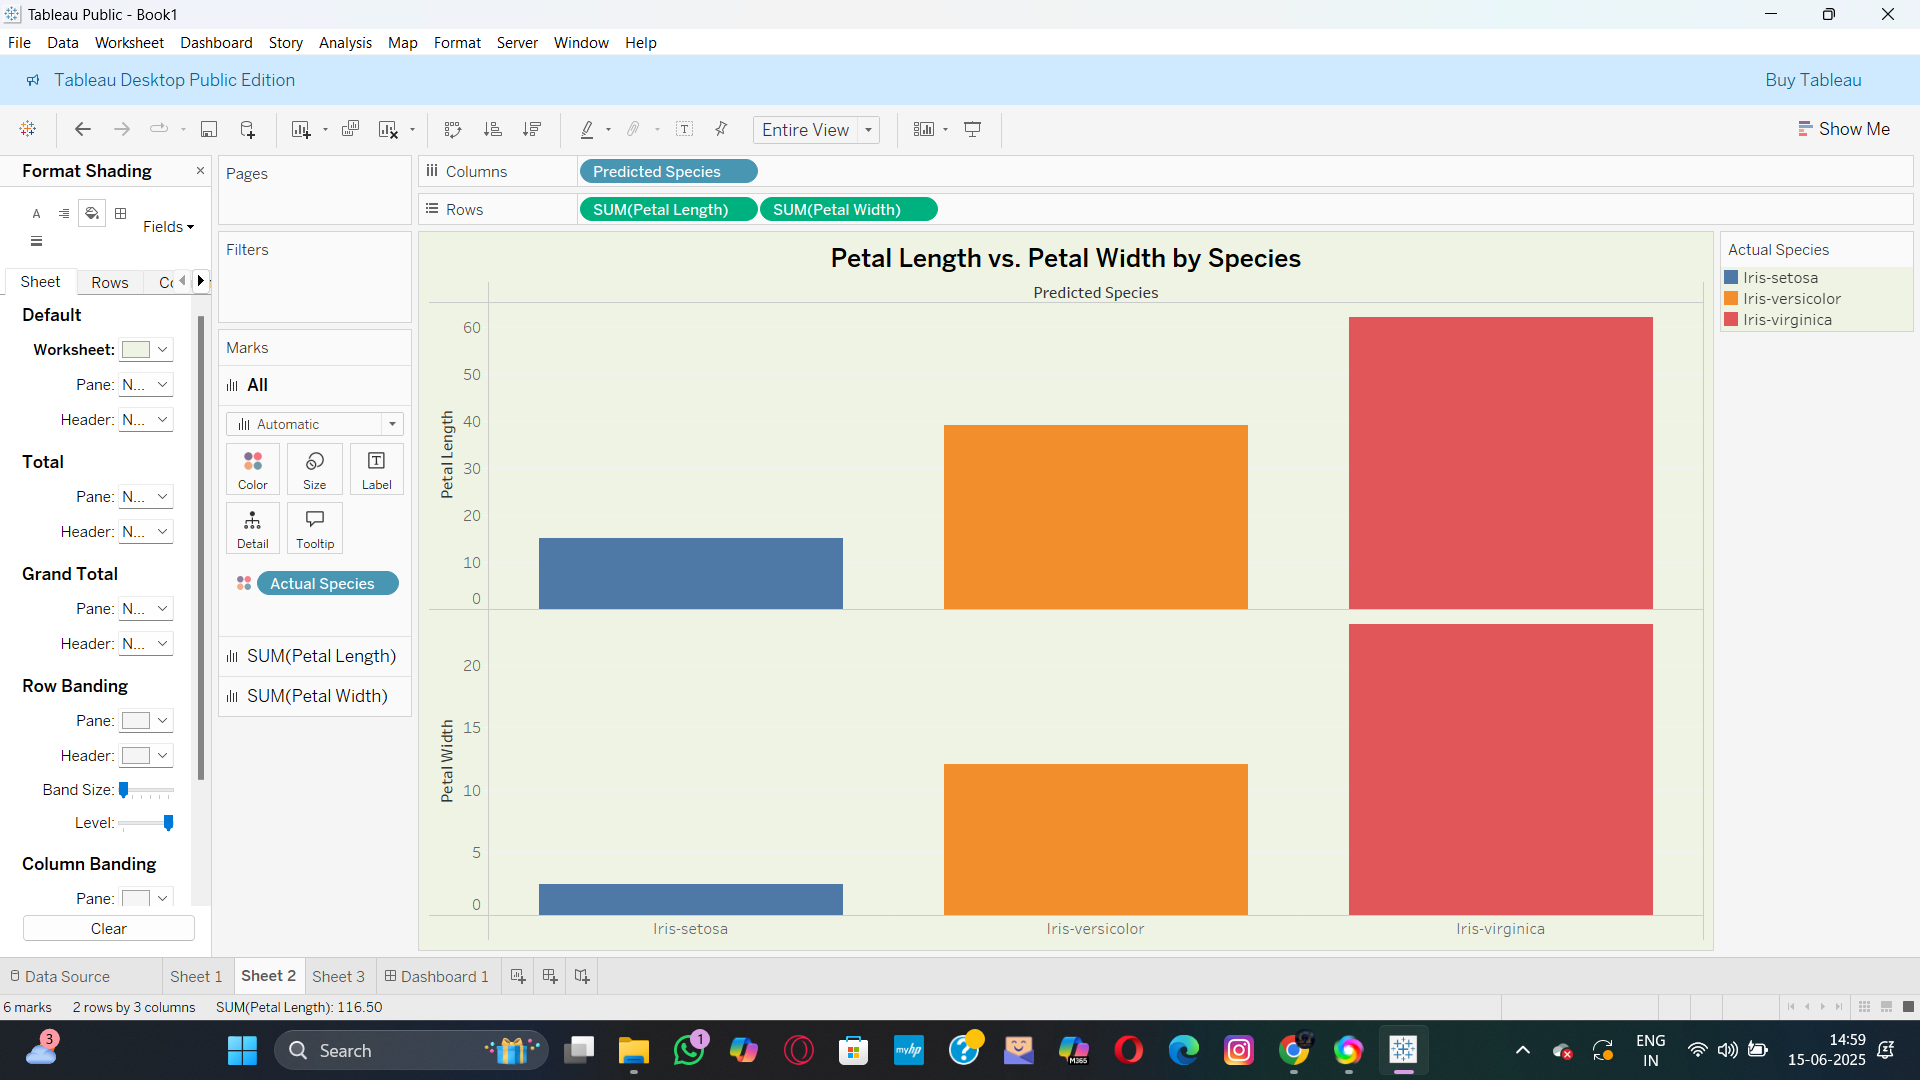 Tableau Public - Book1
File Data Worksheet Dashboard Story Analysis Map Format Server Window Help
Tableau Desktop Public Edition
Buy Tableau
Entire View
Show Me
Format Shading
Fields
Sheet Rows Co
Default
Worksheet:
Pane: N...
Header: N...
Total
Pane: N...
Header: N...
Grand Total
Pane: N...
Header: N...
Row Banding
Pane:
Header:
Band Size:
Level:
Column Banding
Pane:
Clear
Pages
Filters
Marks
All
Automatic
Color Size Label
Detail Tooltip
Actual Species
SUM(Petal Length)
SUM(Petal Width)
Columns Predicted Species
Rows SUM(Petal Length) SUM(Petal Width)
Petal Length vs. Petal Width by Species
Predicted Species
Petal Length
60
50
40
30
20
10
0
Petal Width
20
15
10
5
0
Iris-setosa Iris-versicolor Iris-virginica
Actual Species
Iris-setosa
Iris-versicolor
Iris-virginica
Data Source Sheet 1 Sheet 2 Sheet 3 Dashboard 1
6 marks 2 rows by 3 columns SUM(Petal Length): 116.50
3
Search
1
myhp
M365
ENG
IN
14:59
15-06-2025